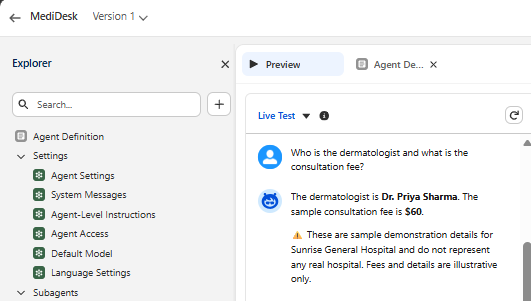 MediDesk Version 1
Explorer
Search...
Agent Definition
Settings
Agent Settings
System Messages
Agent-Level Instructions
Agent Access
Default Model
Language Settings
Subagents
Preview
Agent De...
Live Test
Who is the dermatologist and what is the
consultation fee?
The dermatologist is Dr. Priya Sharma. The
sample consultation fee is $60.
⚠️ These are sample demonstration details for
Sunrise General Hospital and do not represent
any real hospital. Fees and details are illustrative
only.